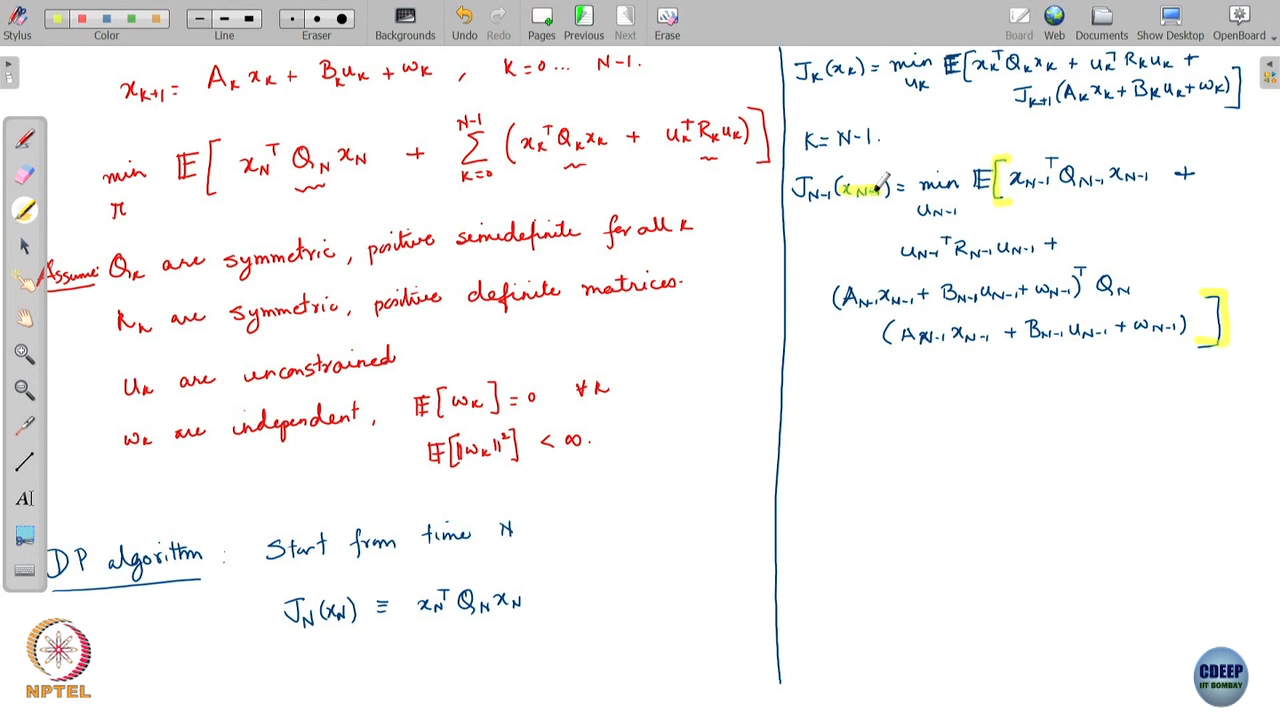 Stylus Color Line Eraser Backgrounds Undo Redo Pages Previous Next Erase Board Web Documents Show Desktop OpenBoard
x_{K+1} = A_K x_K + B_K u_K + w_K , K=0 ... N-1.
min_π E[ x_N^T Q_N x_N + Σ_{K=0}^{N-1} (x_K^T Q_K x_K + u_K^T R_K u_K) ]
Assume: Q_K are symmetric, positive semidefinite for all K
R_K are symmetric, positive definite matrices.
u_K are unconstrained
w_K are independent, E[w_K] = 0 ∀ K
E[‖w_K‖²] < ∞.
DP algorithm : Start from time N
J_N(x_N) ≡ x_N^T Q_N x_N
J_K(x_K) = min_{u_K} E[x_K^T Q_K x_K + u_K^T R_K u_K +
J_{K+1}(A_K x_K + B_K u_K + w_K)]
K = N-1.
J_{N-1}(x_{N-1}) = min_{u_{N-1}} E[ x_{N-1}^T Q_{N-1} x_{N-1} +
u_{N-1}^T R_{N-1} u_{N-1} +
(A_{N-1} x_{N-1} + B_{N-1} u_{N-1} + w_{N-1})^T Q_N
(A_{N-1} x_{N-1} + B_{N-1} u_{N-1} + w_{N-1}) ]
NPTEL
CDEEP
IIT BOMBAY